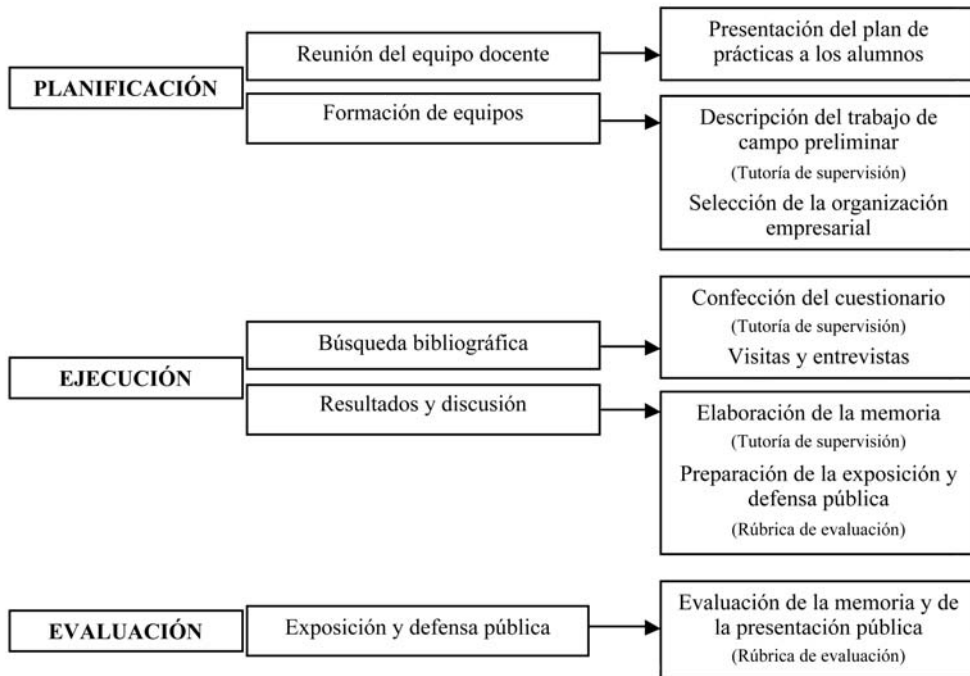 PLANIFICACIÓN
Reunión del equipo docente
Presentación del plan de
prácticas a los alumnos
Formación de equipos
Descripción del trabajo de
campo preliminar
(Tutoría de supervisión)
Selección de la organización
empresarial
EJECUCIÓN
Búsqueda bibliográfica
Confección del cuestionario
(Tutoría de supervisión)
Visitas y entrevistas
Resultados y discusión
Elaboración de la memoria
(Tutoría de supervisión)
Preparación de la exposición y
defensa pública
(Rúbrica de evaluación)
EVALUACIÓN
Exposición y defensa pública
Evaluación de la memoria y de
la presentación pública
(Rúbrica de evaluación)